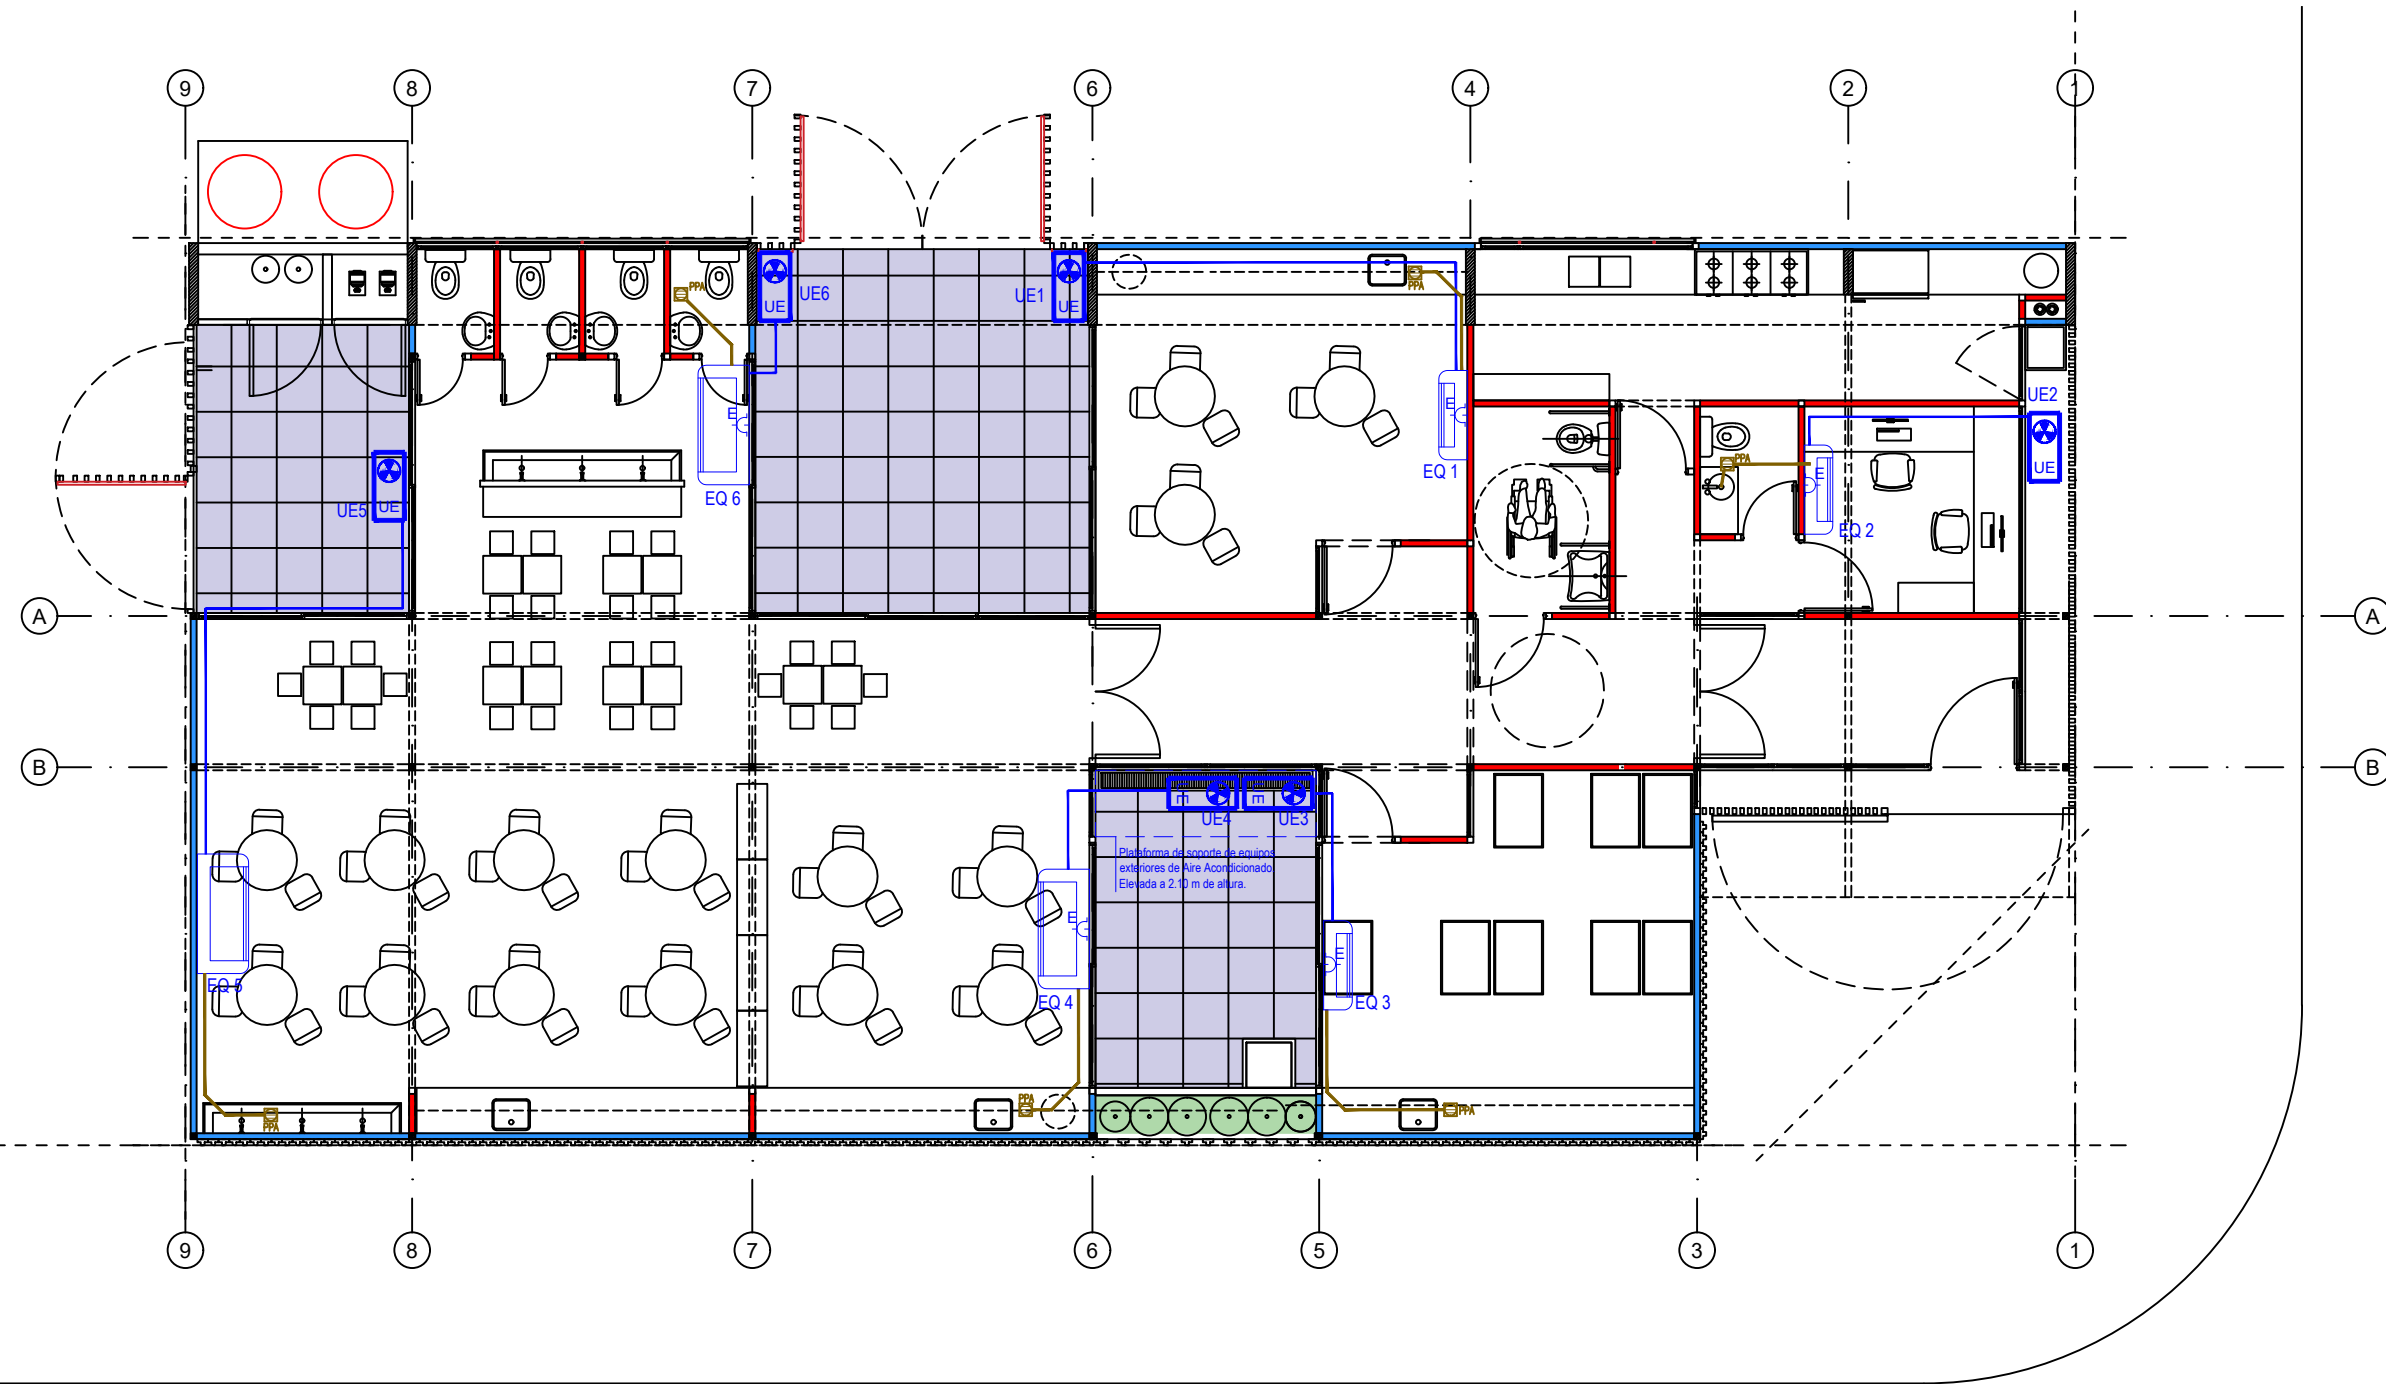 9 8 7 6 4 2 1
PPA
UE UE6
UE1 UE
PPA
UE2
UE
E
EQ 6
E
EQ 1
PPA
E
EQ 2
UE5 UE
A A
B B
E E
UE4 UE3
Plataforma de soporte de equipos
exteriores de Aire Acondicionado
Elevada a 2.10 m de altura.
E
EQ 4
E
EQ 3
EQ 5
PPA
PPA
PPA
9 8 7 6 5 3 1